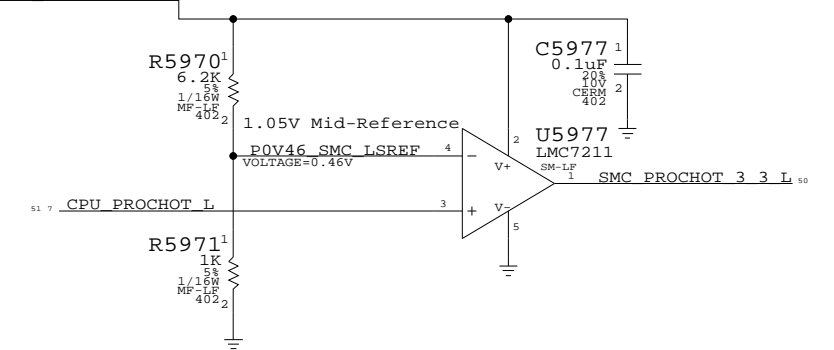 R5970 1
6.2K
5%
1/16W
MF-LF
402 2
C5977 1
0.1uF
20%
10V
CERM 2
402
1.05V Mid-Reference
P0V46_SMC_LSREF 4
VOLTAGE=0.46V
2
U5977
LMC7211
SM-LF
V+
1 SMC_PROCHOT_3_3_L 50
51 7 CPU_PROCHOT_L 3
V-
5
R5971 1
1K
5%
1/16W
MF-LF
402 2